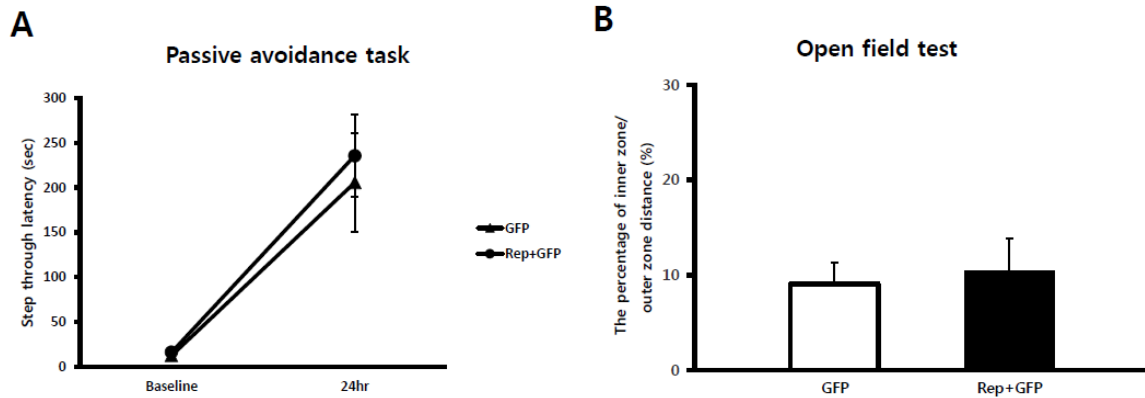 A
Passive avoidance task
Step through latency (sec)
300
250
200
150
100
50
0
Baseline
24hr
GFP
Rep+GFP
B
Open field test
The percentage of inner zone/
outer zone distance (%)
30
20
10
0
GFP
Rep+GFP